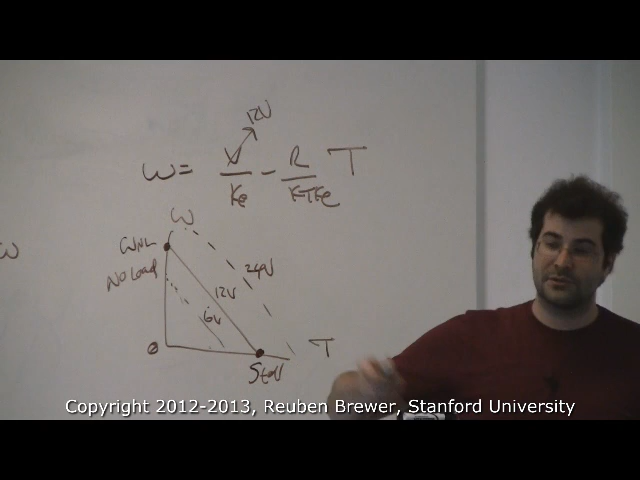 12V
ω = V/Ke - R/KTKe T
ω
ω
ωNL
NO Load
24V
12V
6V
0
T
Stall
Copyright 2012-2013, Reuben Brewer, Stanford University